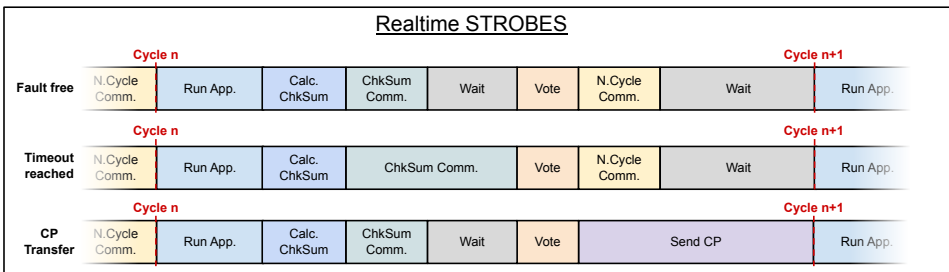 Realtime STROBES
Cycle n
Cycle n+1
Fault free
N.Cycle
Comm.
Run App.
Calc.
ChkSum
ChkSum
Comm.
Wait
Vote
N.Cycle
Comm.
Wait
Run App.
Cycle n
Cycle n+1
Timeout
reached
N.Cycle
Comm.
Run App.
Calc.
ChkSum
ChkSum Comm.
Vote
N.Cycle
Comm.
Wait
Run App.
Cycle n
Cycle n+1
CP
Transfer
N.Cycle
Comm.
Run App.
Calc.
ChkSum
ChkSum
Comm.
Wait
Vote
Send CP
Run App.